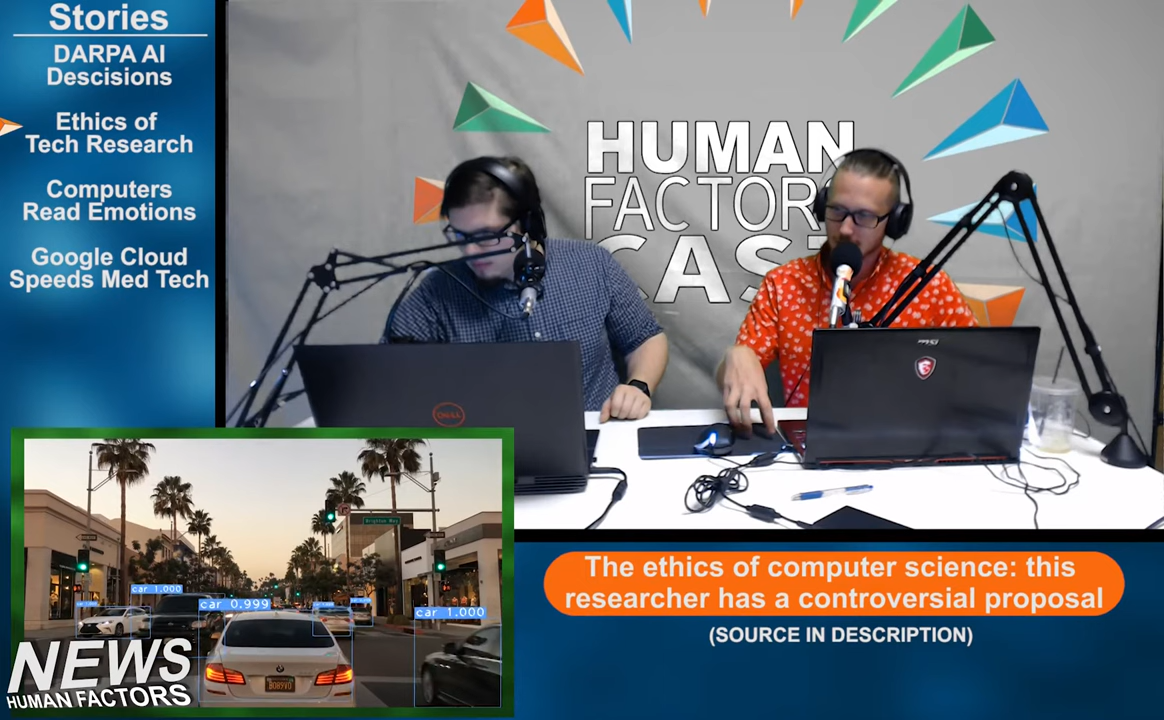 Stories
DARPA AI
Descisions
Ethics of
Tech Research
Computers
Read Emotions
Google Cloud
Speeds Med Tech
HUMAN
FACTOR
CAS
DELL
car 1.000
car 0.999
car 1.000
NEWS
HUMAN FACTORS
The ethics of computer science: this
researcher has a controversial proposal
(SOURCE IN DESCRIPTION)